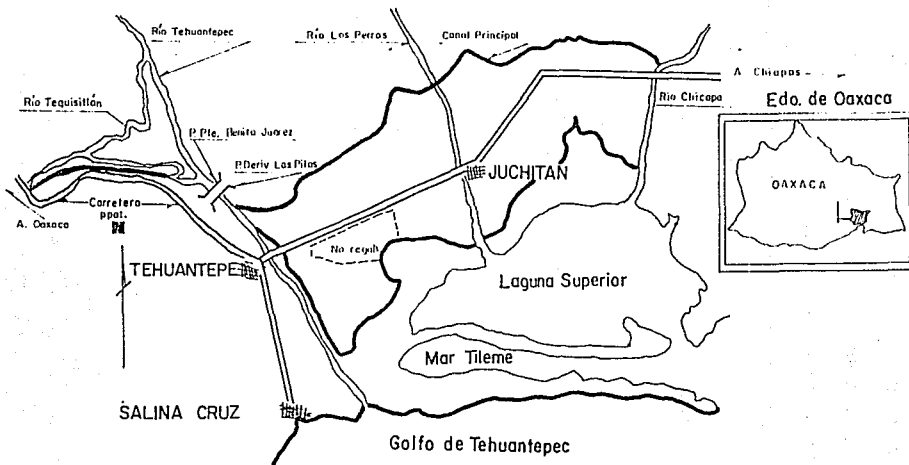 Río Tehuantepec
Río Los Perros
Canal Principal
A. Chiapas
Río Tequisitlán
Río Chicapa
Edo. de Oaxaca
P. Pte. Benito Juarez
P. Deriv. Las Pilas
JUCHITAN
OAXACA
Carretera
ppal.
A. Oaxaca
No regab
TEHUANTEPE
Laguna Superior
Mar Tileme
SALINA CRUZ
Golfo de Tehuantepec